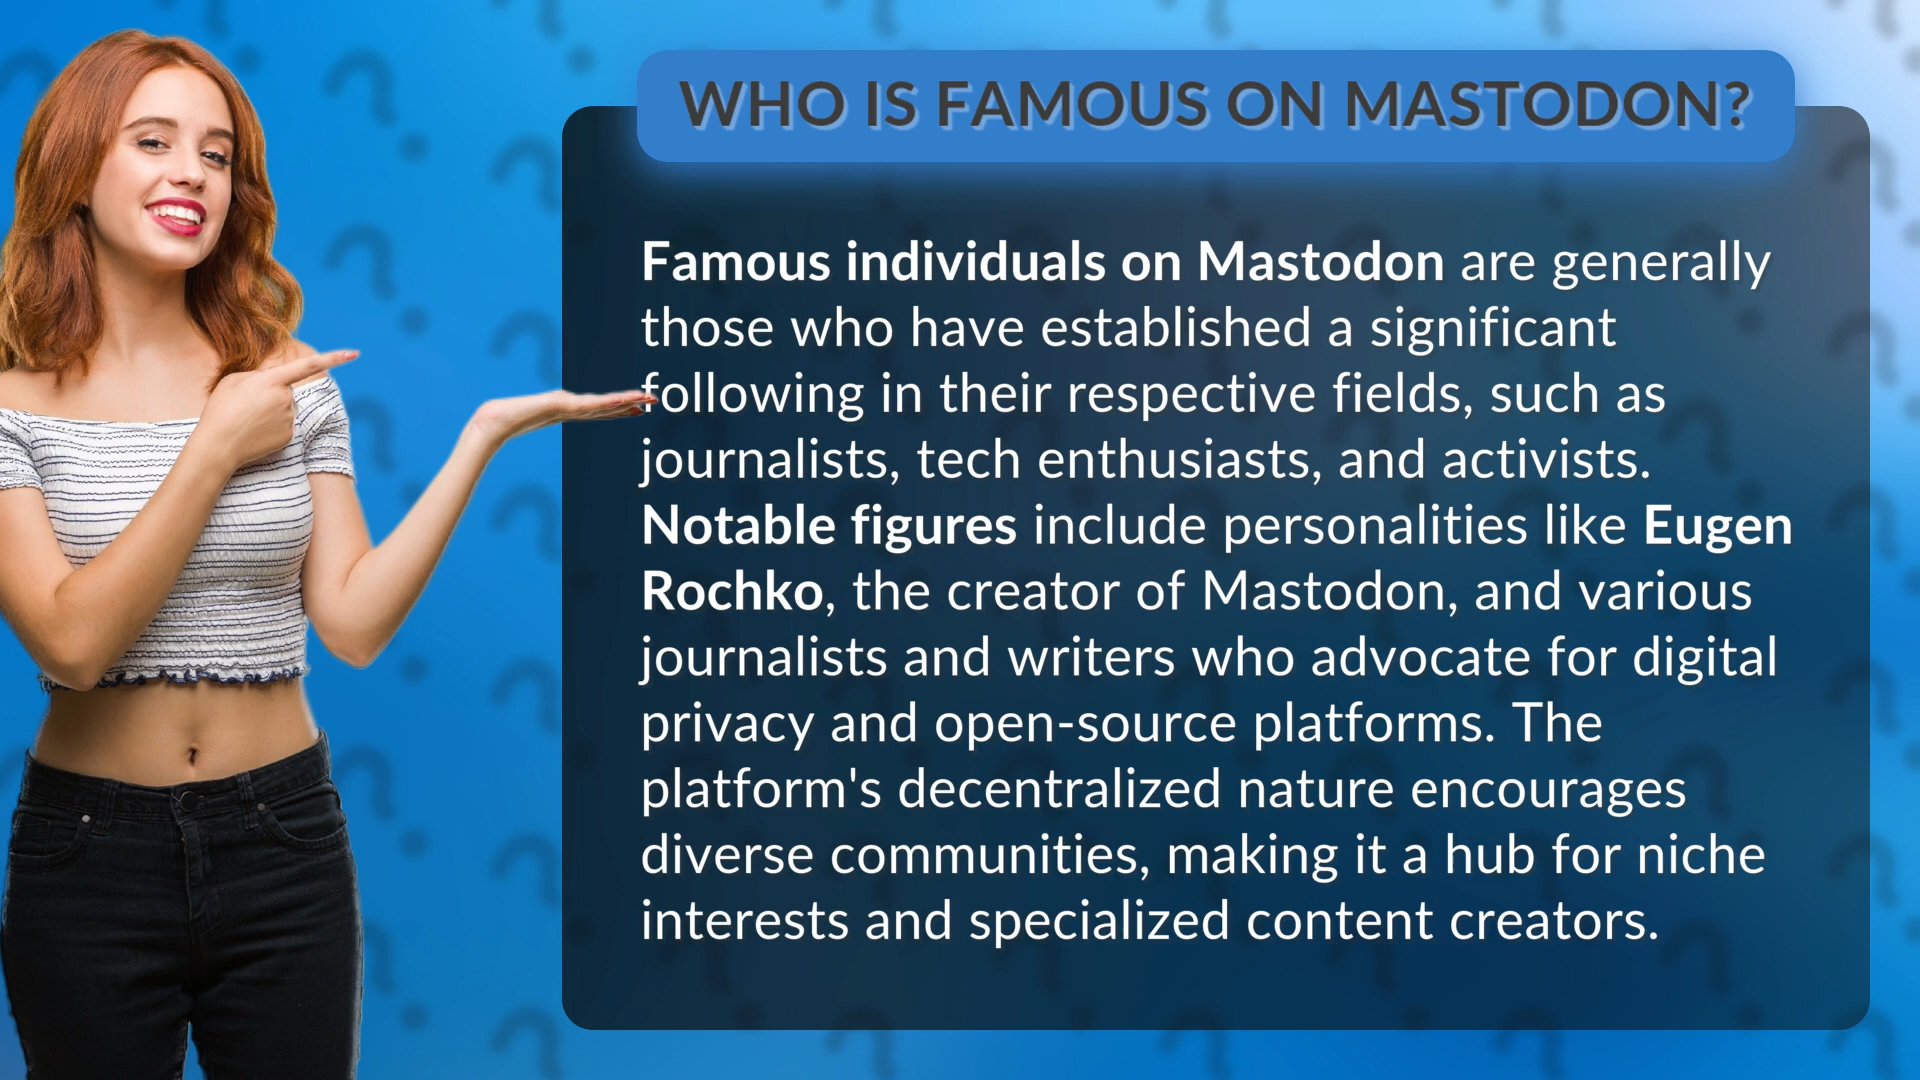 WHO IS FAMOUS ON MASTODON?
Famous individuals on Mastodon are generally
those who have established a significant
following in their respective fields, such as
journalists, tech enthusiasts, and activists.
Notable figures include personalities like Eugen
Rochko, the creator of Mastodon, and various
journalists and writers who advocate for digital
privacy and open-source platforms. The
platform's decentralized nature encourages
diverse communities, making it a hub for niche
interests and specialized content creators.